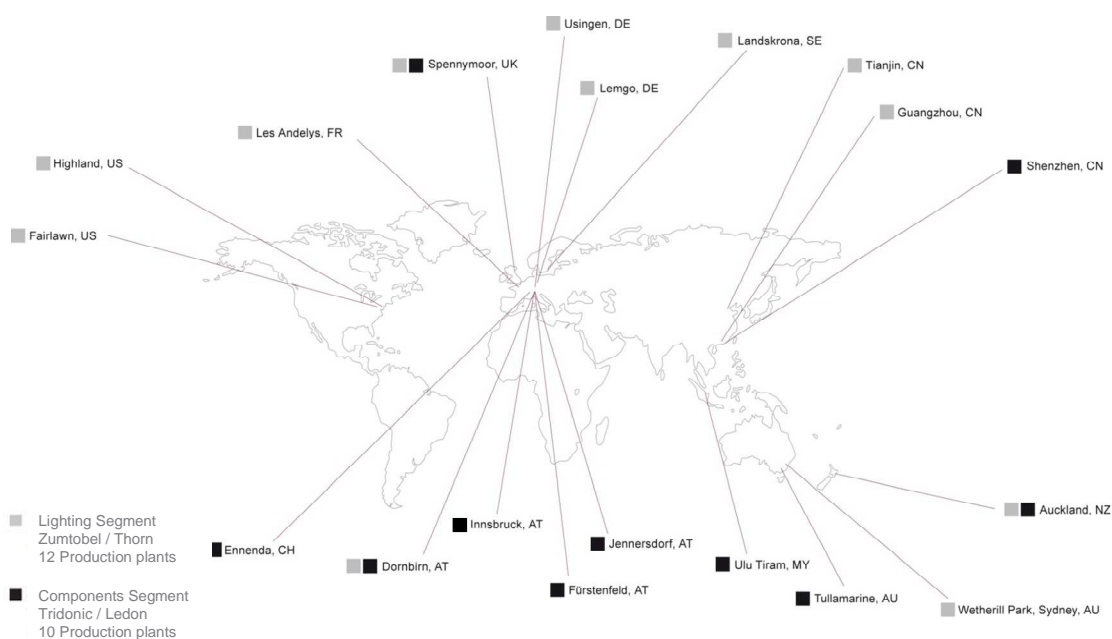 Usingen, DE
Landskrona, SE
Spennymoor, UK
Tianjin, CN
Lemgo, DE
Guangzhou, CN
Les Andelys, FR
Highland, US
Shenzhen, CN
Fairlawn, US
Auckland, NZ
Lighting Segment
Zumtobel / Thorn
12 Production plants
Innsbruck, AT
Jennersdorf, AT
Ennenda, CH
Dornbirn, AT
Ulu Tiram, MY
Fürstenfeld, AT
Components Segment
Tridonic / Ledon
10 Production plants
Tullamarine, AU
Wetherill Park, Sydney, AU